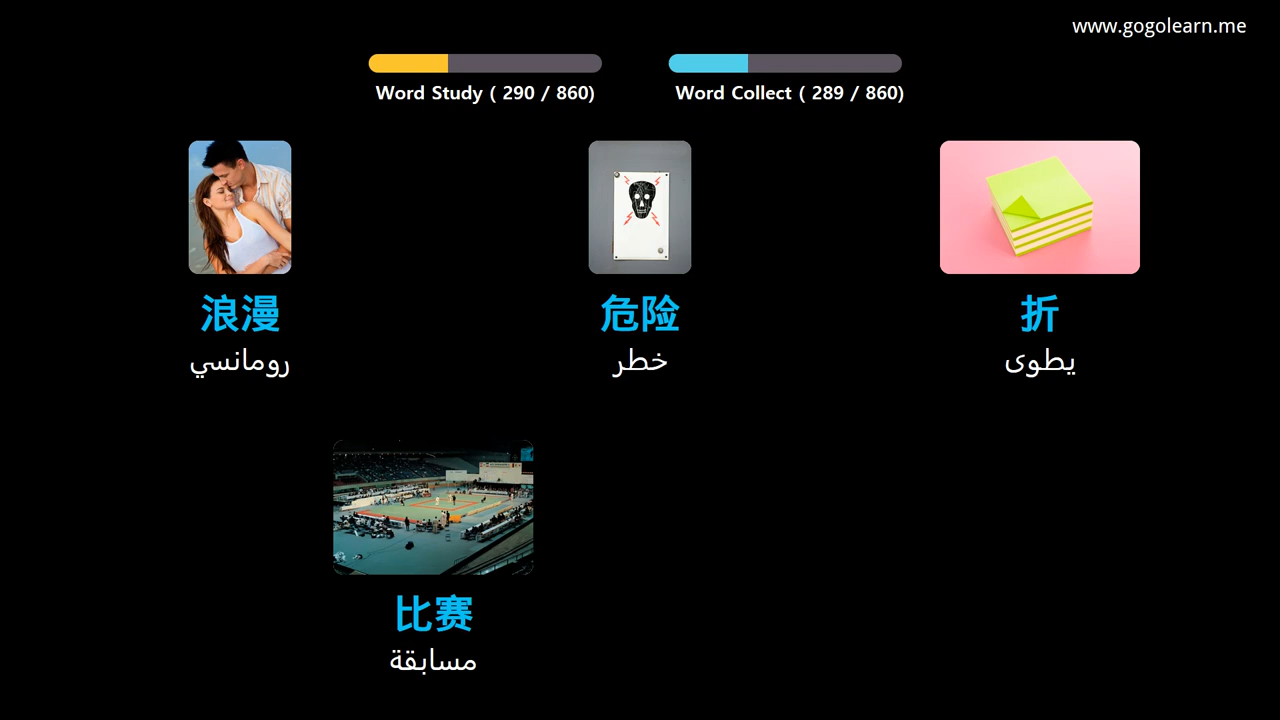 www.gogolearn.me
Word Study ( 290 / 860)
Word Collect ( 289 / 860)
浪漫
رومانسي
危险
خطر
折
يطوى
比赛
مسابقة